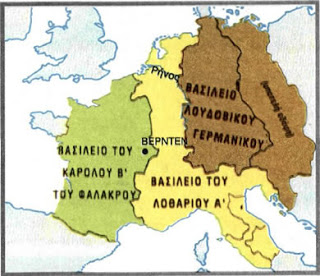 Ρήνος
ΒΑΣΙΛΕΙΟ
ΛΟΥΔΟΒΙΚΟΥ
ΓΕΡΜΑΝΙΚΟΥ
ΒΕΡΝΤΕΝ
ΒΑΣΙΛΕΙΟ ΤΟΥ
ΚΑΡΟΛΟΥ Β'
ΤΟΥ ΦΑΛΑΚΡΟΥ
ΒΑΣΙΛΕΙΟ ΤΟΥ
ΛΟΘΑΡΙΟΥ Α'